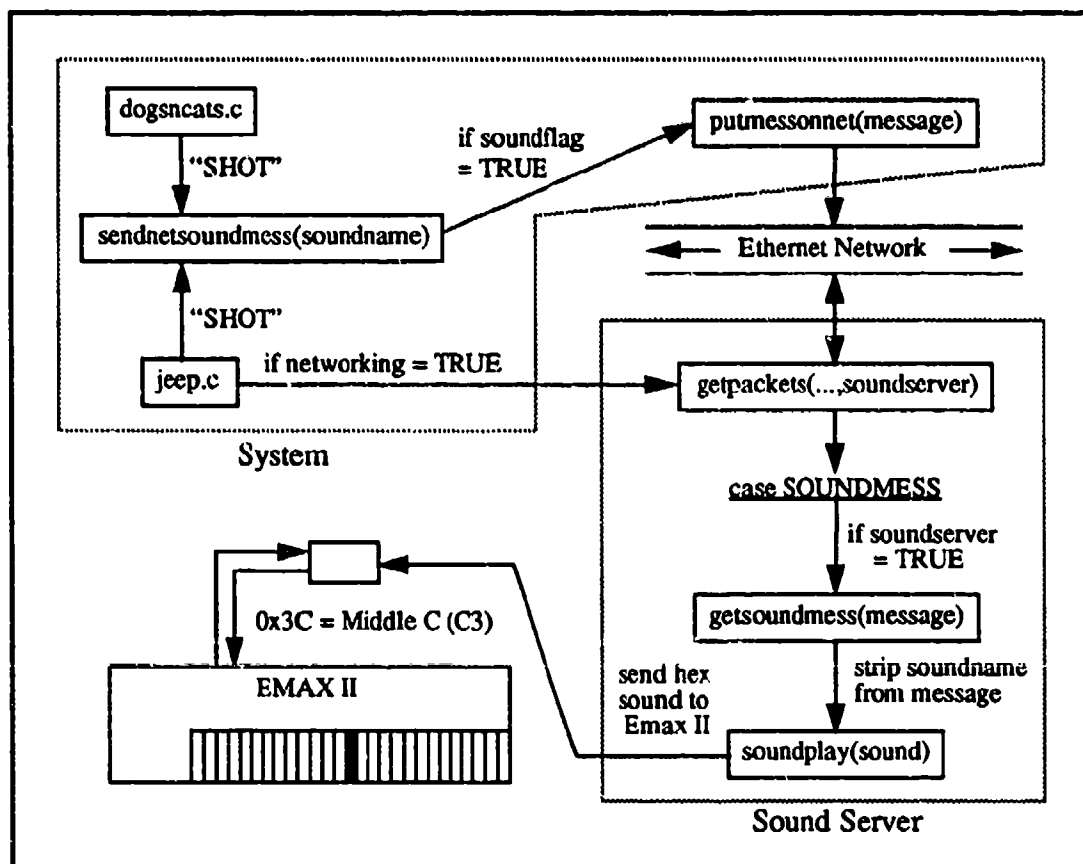 dogsncats.c
"SHOT"
sendnetsoundmess(soundname)
"SHOT"
jeep.c
if soundflag
= TRUE
putmessonnet(message)
Ethernet Network
if networking = TRUE
getpackets(...,soundserver)
System
case SOUNDMESS
if soundserver
= TRUE
getsoundmess(message)
strip soundname
from message
soundplay(sound)
send hex
sound to
Emax II
0x3C = Middle C (C3)
EMAX II
Sound Server